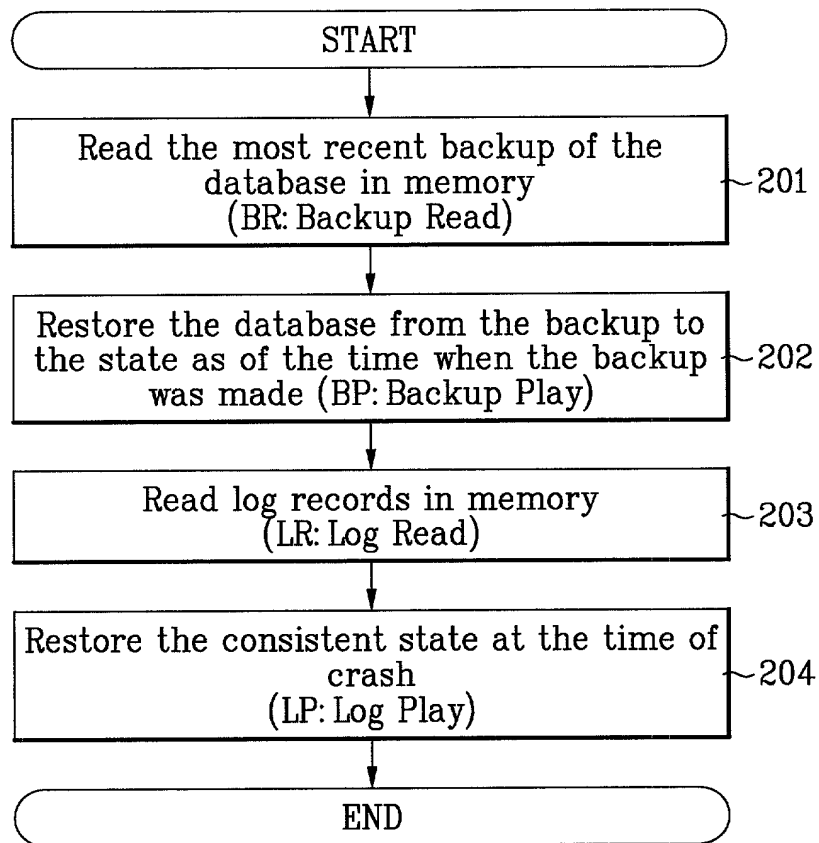 START
Read the most recent backup of the
database in memory
(BR: Backup Read)
201
Restore the database from the backup to
the state as of the time when the backup
was made (BP: Backup Play)
202
Read log records in memory
(LR: Log Read)
203
Restore the consistent state at the time of
crash
(LP: Log Play)
204
END